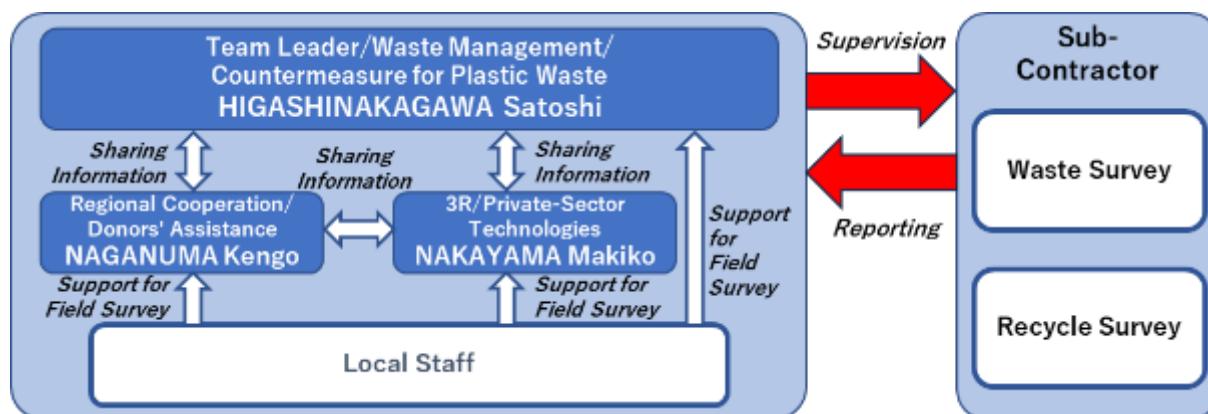 Team Leader/Waste Management/
Countermeasure for Plastic Waste
HIGASHINAKAGAWA Satoshi
Sharing
Information
Sharing
Information
Sharing
Information
Regional Cooperation/
Donors' Assistance
NAGANUMA Kengo
3R/Private-Sector
Technologies
NAKAYAMA Makiko
Support for
Field Survey
Support for
Field Survey
Support
for
Field
Survey
Local Staff
Supervision
Reporting
Sub-
Contractor
Waste Survey
Recycle Survey